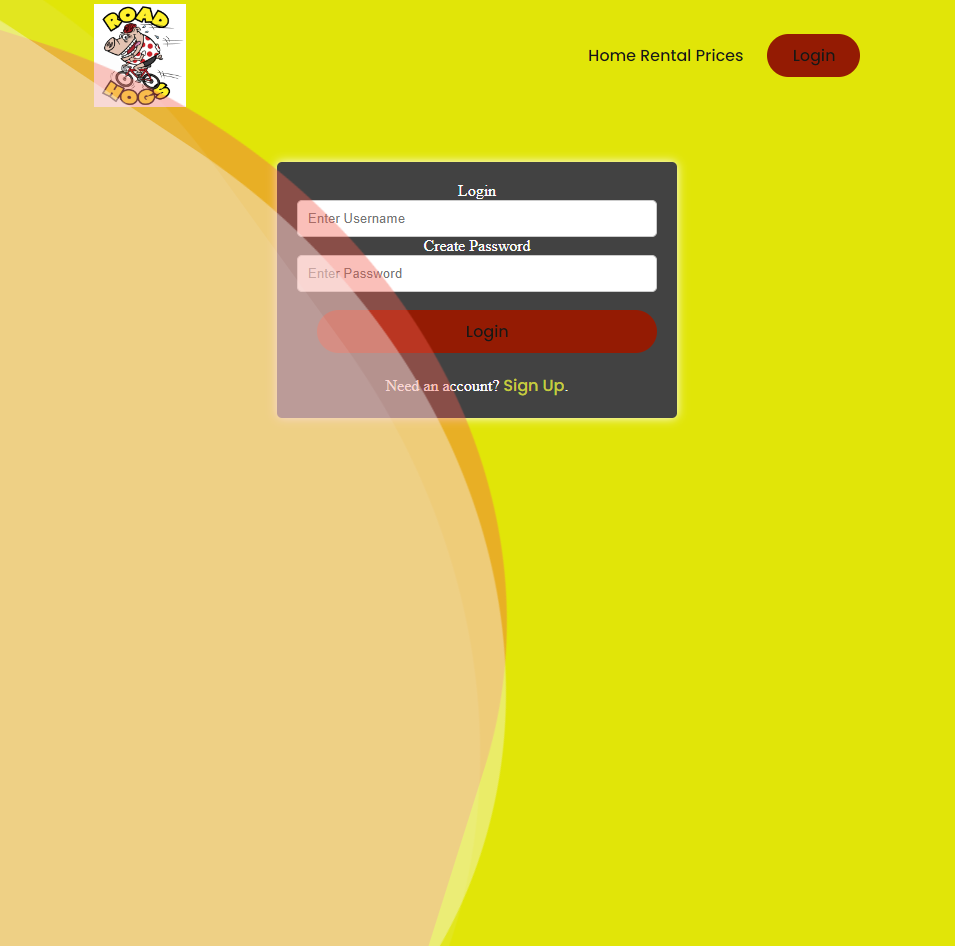 ROAD
HOGS
Home Rental Prices
Login
Login
Enter Username
Create Password
Enter Password
Login
Need an account? Sign Up.